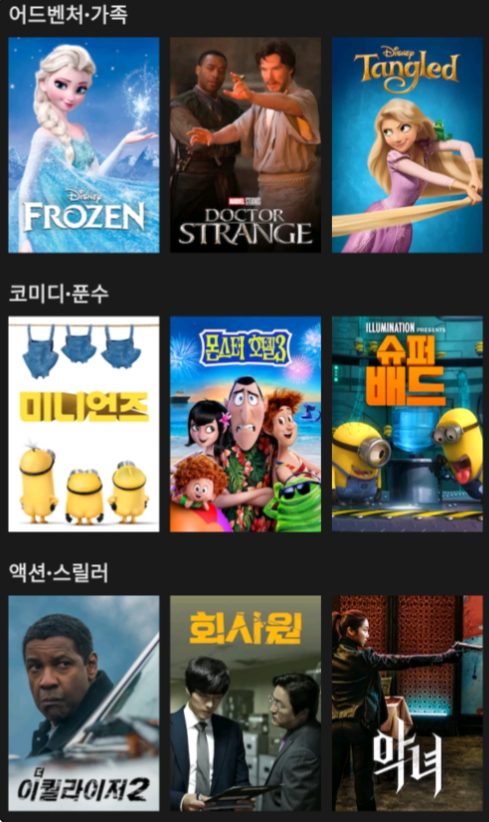 어드벤처·가족
Disney
FROZEN
MARVEL STUDIOS
DOCTOR
STRANGE
Disney
Tangled
코미디·푼수
미니언즈
몬스터 호텔3
ILLUMINATION PRESENTS
슈퍼
배드
액션·스릴러
더
이퀄라이저2
회사원
악녀